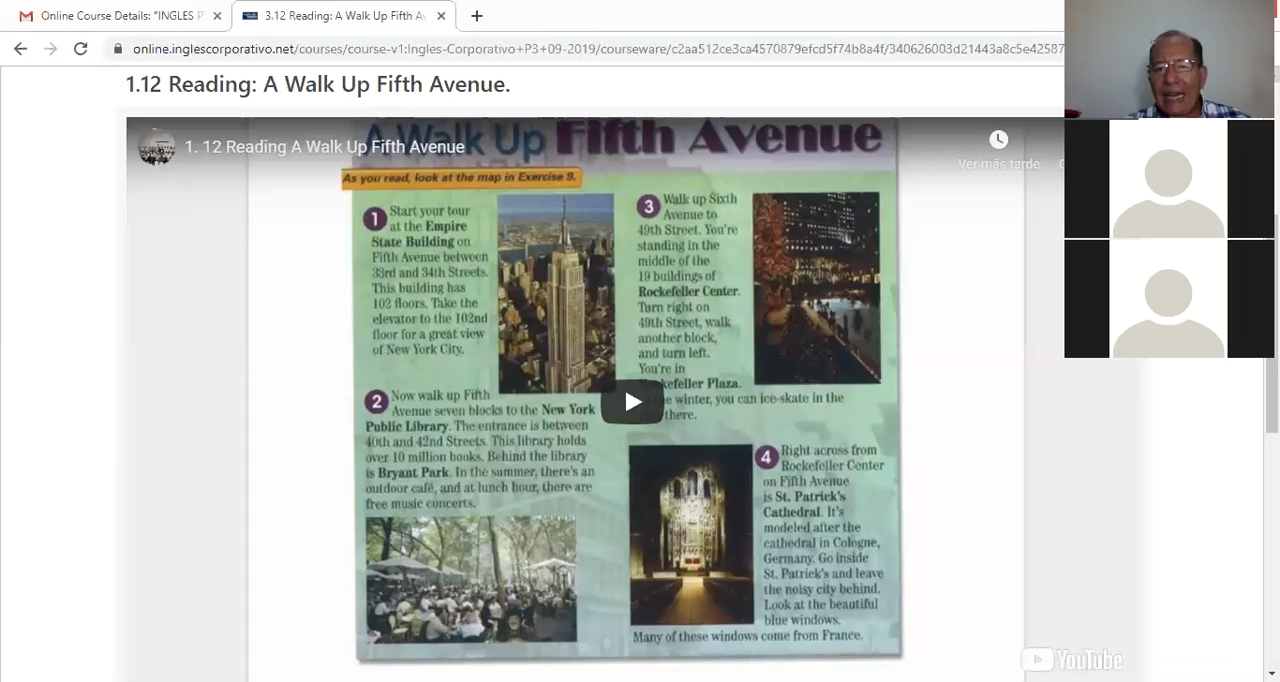 Online Course Details: "INGLES P
3.12 Reading: A Walk Up Fifth Av
online.inglescorporativo.net/courses/course-v1:Ingles-Corporativo+P3+09-2019/courseware/c2aa512ce3ca4570879efcd5f74b8a4f/340626003d21443a8c5e42587
1.12 Reading: A Walk Up Fifth Avenue.
1. 12 Reading A Walk Up Fifth Avenue
Ver más tarde
A Walk Up Fifth Avenue
As you read, look at the map in Exercise 9.
1 Start your tour
at the Empire
State Building on
Fifth Avenue between
33rd and 34th Streets.
This building has
102 floors. Take the
elevator to the 102nd
floor for a great view
of New York City.
2 Now walk up Fifth
Avenue seven blocks to the New York
Public Library. The entrance is between
40th and 42nd Streets. This library holds
over 10 million books. Behind the library
is Bryant Park. In the summer, there's an
outdoor café, and at lunch hour, there are
free music concerts.
3 Walk up Sixth
Avenue to
49th Street. You're
standing in the
middle of the
19 buildings of
Rockefeller Center.
Turn right on
49th Street, walk
another block,
and turn left.
You're in
kefeller Plaza.
e winter, you can ice-skate in the
there.
4 Right across from
Rockefeller Center
on Fifth Avenue
is St. Patrick's
Cathedral. It's
modeled after the
cathedral in Cologne,
Germany. Go inside
St. Patrick's and leave
the noisy city behind.
Look at the beautiful
blue windows.
Many of these windows come from France.
YouTube